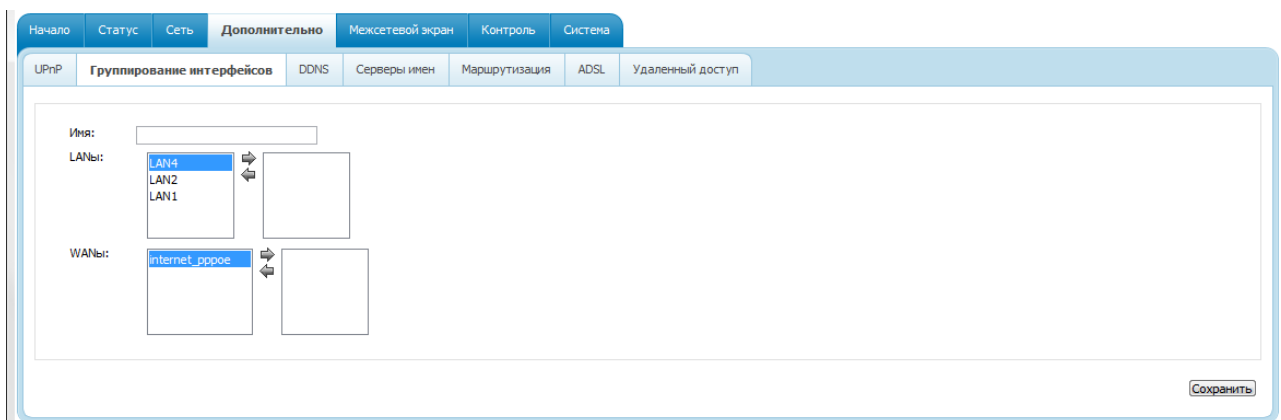 Начало Статус Сеть Дополнительно Межсетевой экран Контроль Система
UPnP Группирование интерфейсов DDNS Серверы имен Маршрутизация ADSL Удаленный доступ
Имя:
LANы:
LAN4
LAN2
LAN1
WANы:
internet_pppoe
Сохранить